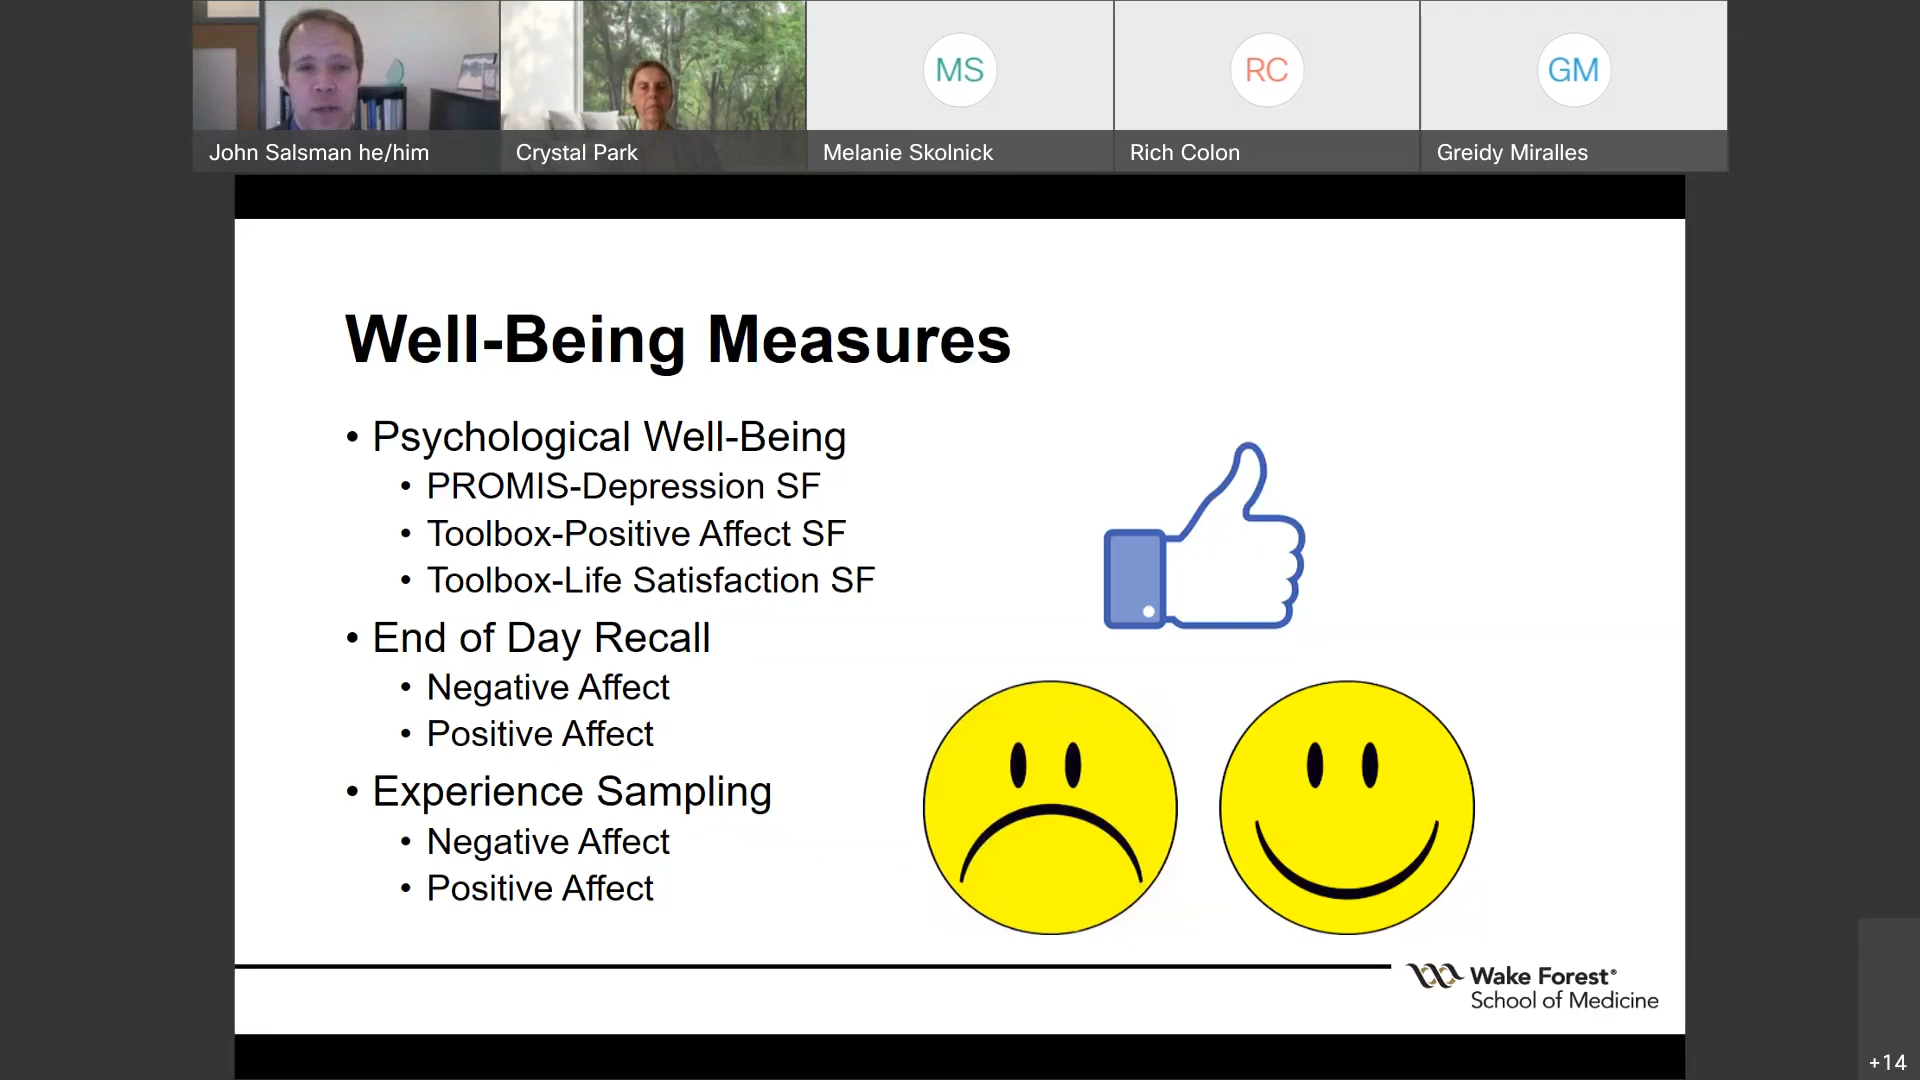 MS
RC
GM
John Salsman he/him
Crystal Park
Melanie Skolnick
Rich Colon
Greidy Miralles
Well-Being Measures
• Psychological Well-Being
• PROMIS-Depression SF
• Toolbox-Positive Affect SF
• Toolbox-Life Satisfaction SF
• End of Day Recall
• Negative Affect
• Positive Affect
• Experience Sampling
• Negative Affect
• Positive Affect
Wake Forest®
School of Medicine
+14